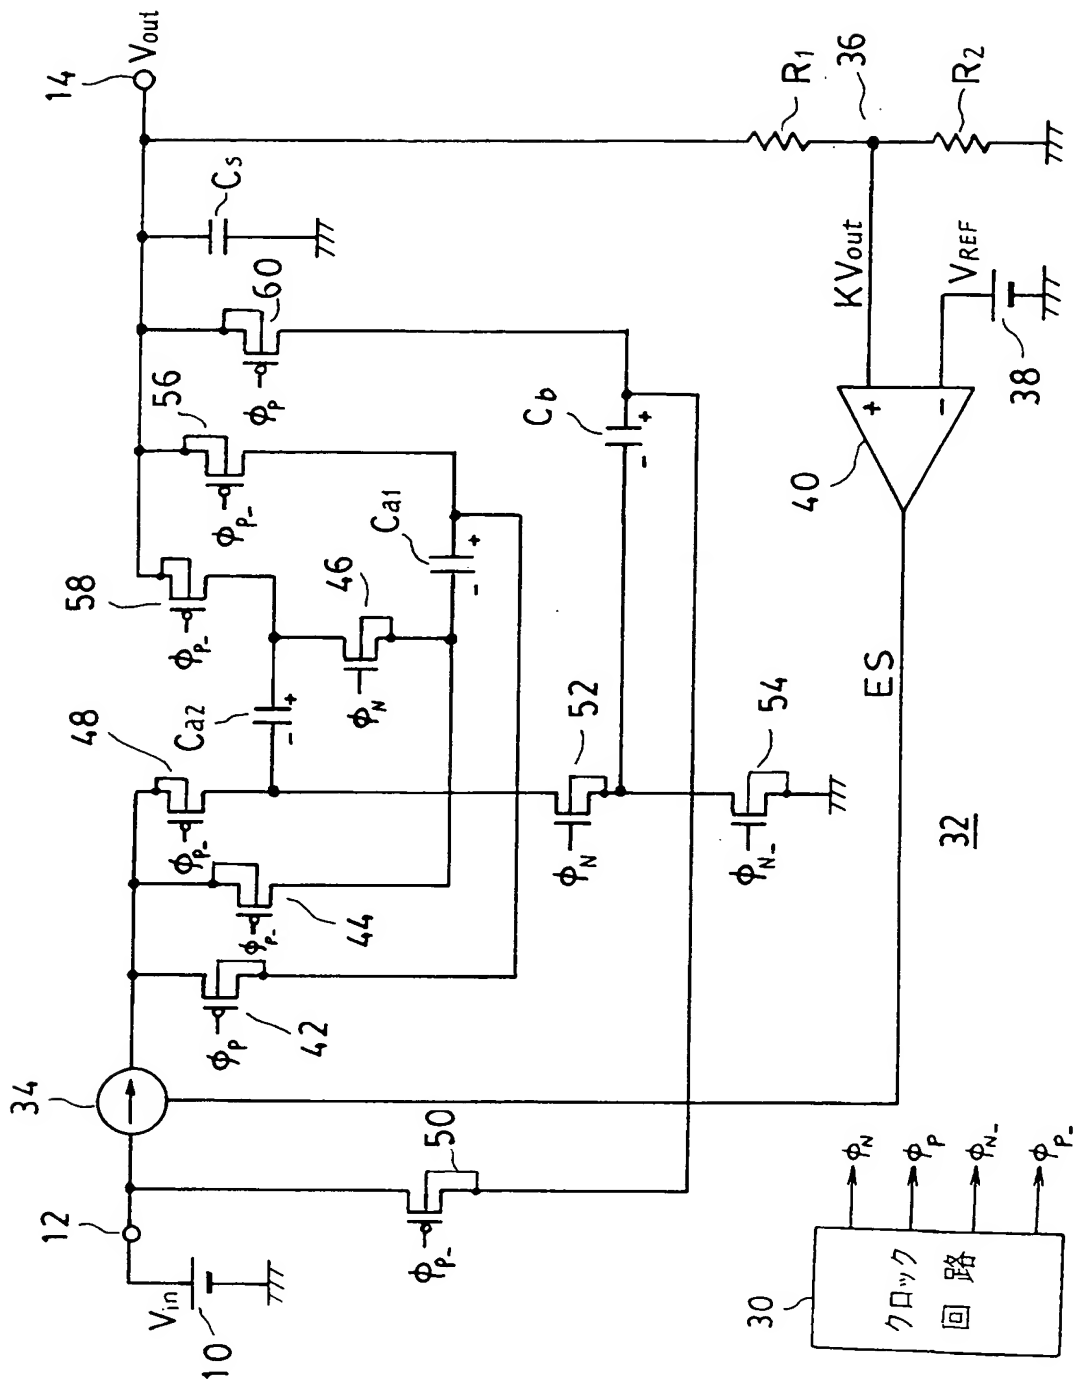 14
Vout
Cs
R1
36
R2
60
ϕP
56
ϕP-
58
ϕP-
Ca1
46
ϕN
Cb
KVout
VREF
38
+
-
40
Ca2
48
ϕP-
52
ϕN
54
ϕN-
ES
32
44
ϕP-
42
ϕP
34
50
ϕP-
12
Vin
10
30
クロック
回路
ϕN
ϕP
ϕN-
ϕP-
+
-
+
-
+
-